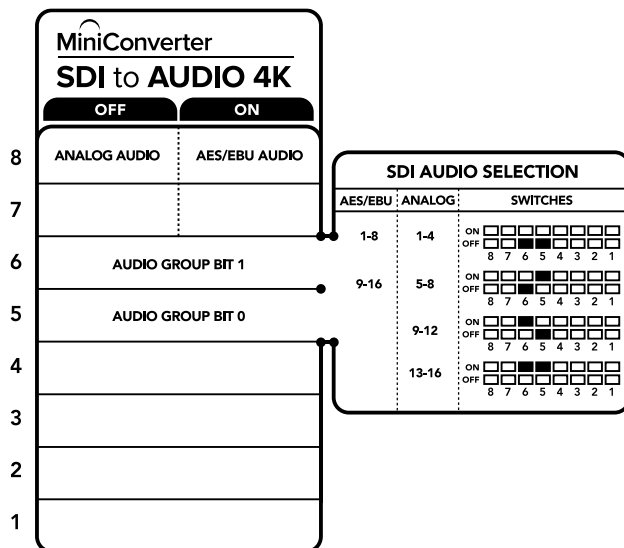 MiniConverter
SDI to AUDIO 4K
OFF ON
8 ANALOG AUDIO AES/EBU AUDIO
7
6 AUDIO GROUP BIT 1
5 AUDIO GROUP BIT 0
4
3
2
1
SDI AUDIO SELECTION
AES/EBU ANALOG SWITCHES
1-8 1-4 ON
OFF
8 7 6 5 4 3 2 1
9-16 5-8 ON
OFF
8 7 6 5 4 3 2 1
9-12 ON
OFF
8 7 6 5 4 3 2 1
13-16 ON
OFF
8 7 6 5 4 3 2 1